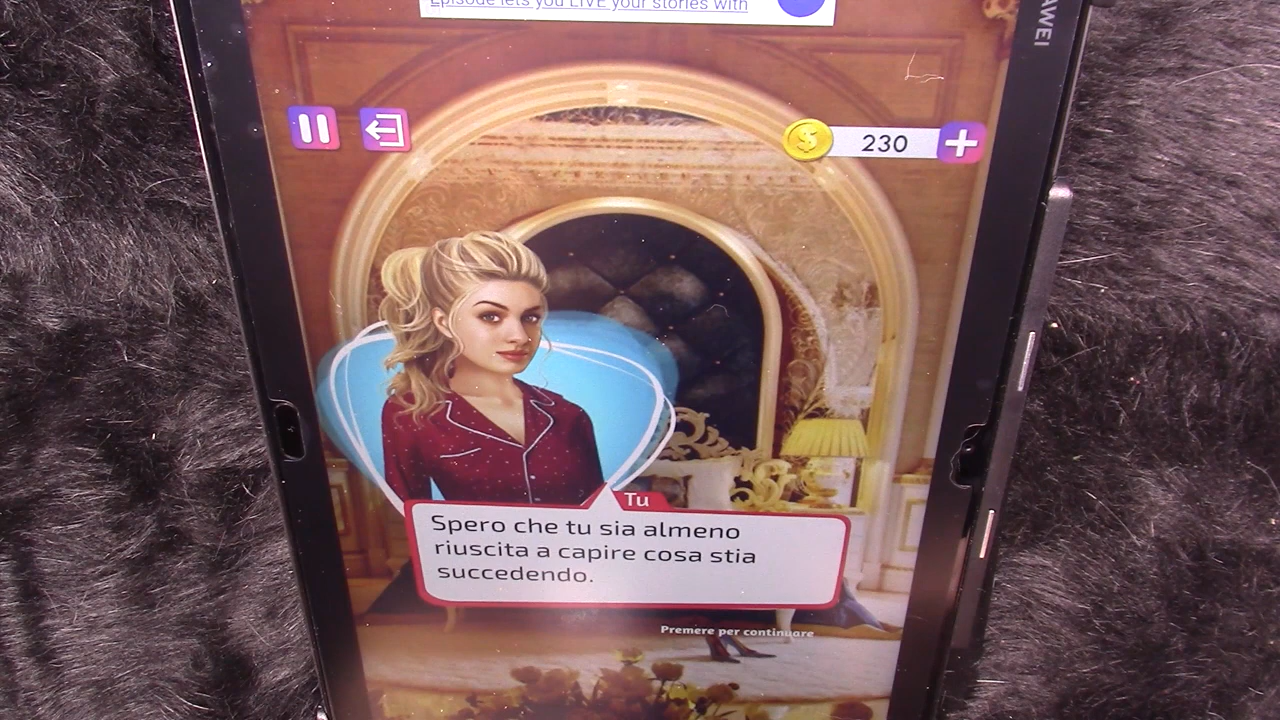 Episode lets you LIVE your stories with
HUAWEI
230
Tu
Spero che tu sia almeno
riuscita a capire cosa stia
succedendo.
Premere per continuare